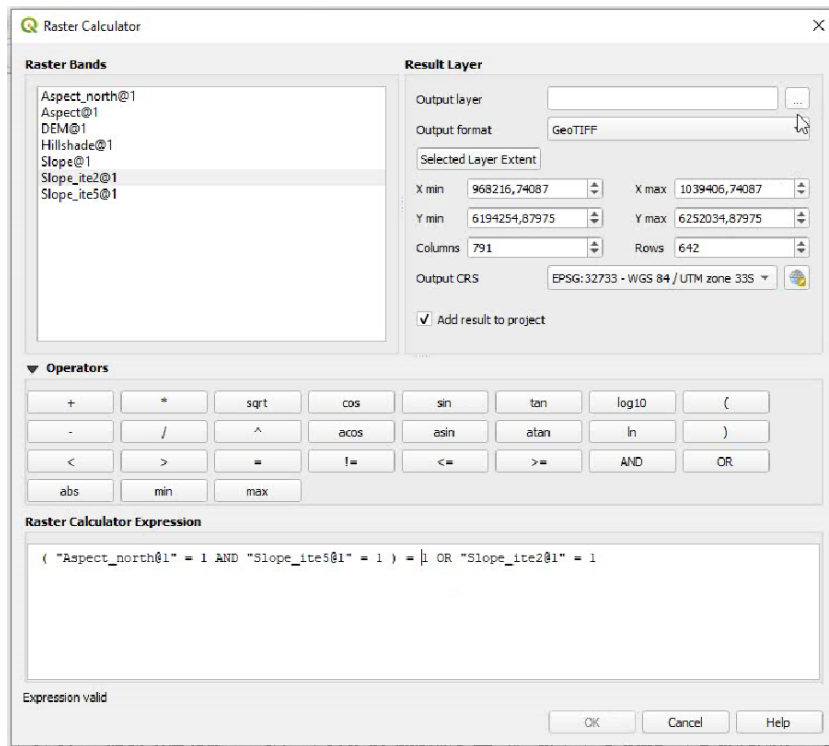 Raster Calculator
Raster Bands
Aspect_north@1
Aspect@1
DEM@1
Hillshade@1
Slope@1
Slope_ite2@1
Slope_ite5@1
Result Layer
Output layer ...
Output format GeoTIFF
Selected Layer Extent
X min 968216,74087 X max 1039406,74087
Y min 6194254,87975 Y max 6252034,87975
Columns 791 Rows 642
Output CRS EPSG:32733 - WGS 84 / UTM zone 33S
Add result to project
Operators
+ * sqrt cos sin tan log10 (
- / ^ acos asin atan ln )
< > = != <= >= AND OR
abs min max
Raster Calculator Expression
( "Aspect_north@1" = 1 AND "Slope_ite5@1" = 1 ) = 1 OR "Slope_ite2@1" = 1
Expression valid
OK Cancel Help